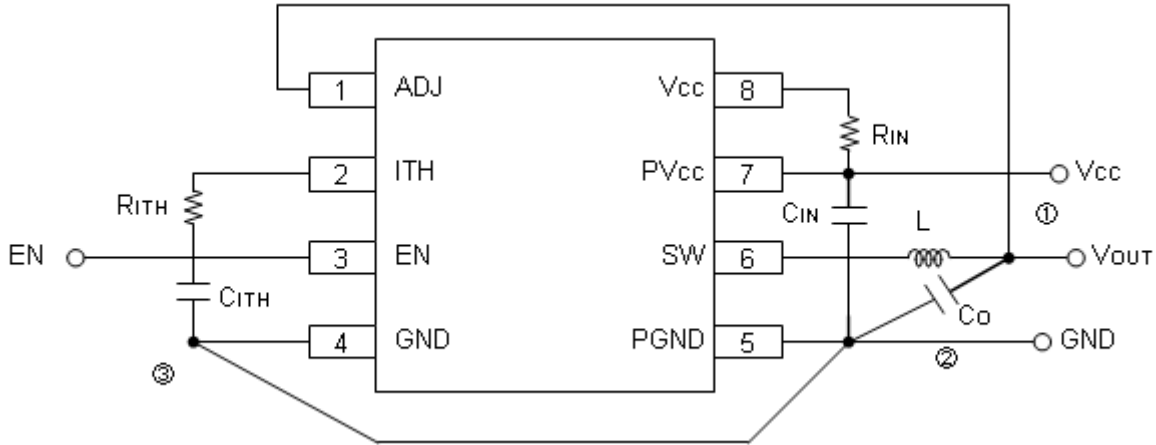 1 ADJ Vcc 8
RIN
2 ITH PVcc 7 Vcc
RITH CIN ① L
EN 3 EN SW 6 VOUT
CITH CO
4 GND PGND 5 GND
③ ②